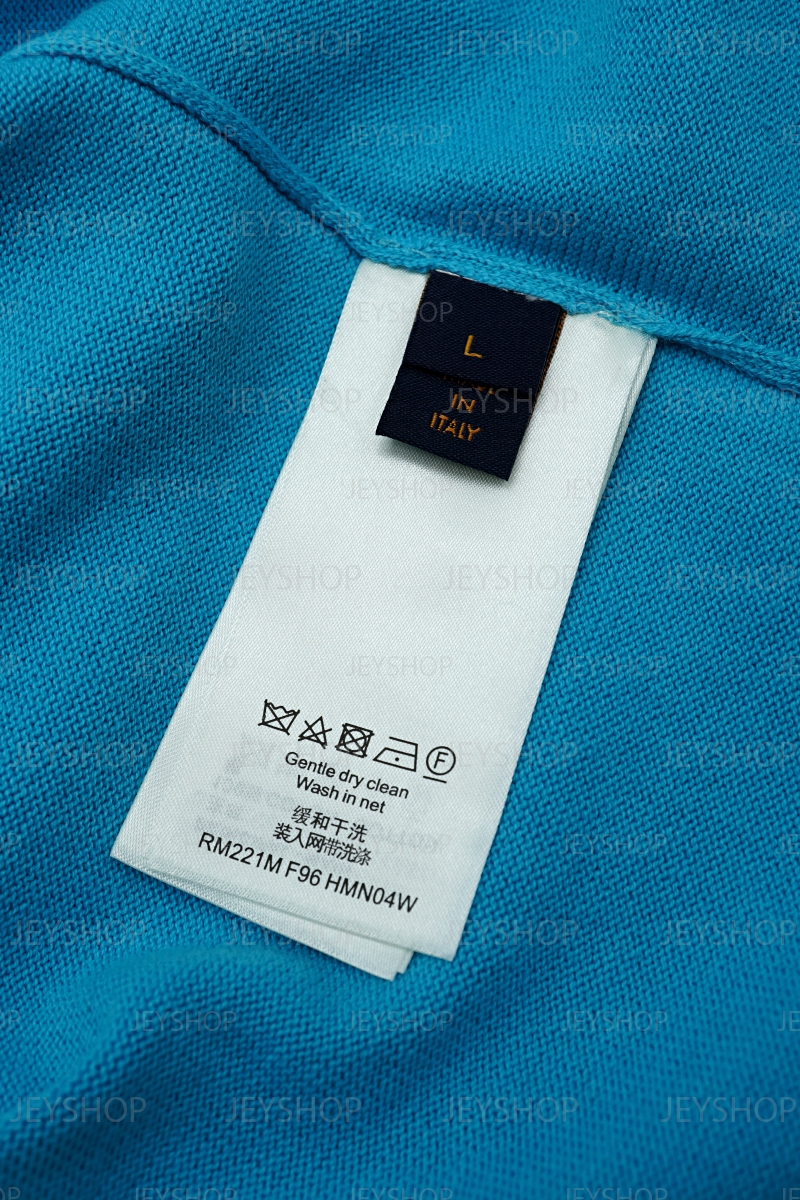 L
IN
ITALY
F
Gentle dry clean
Wash in net
缓和干洗
装入网带洗涤
RM221M F96 HMN04W
JEYSHOP